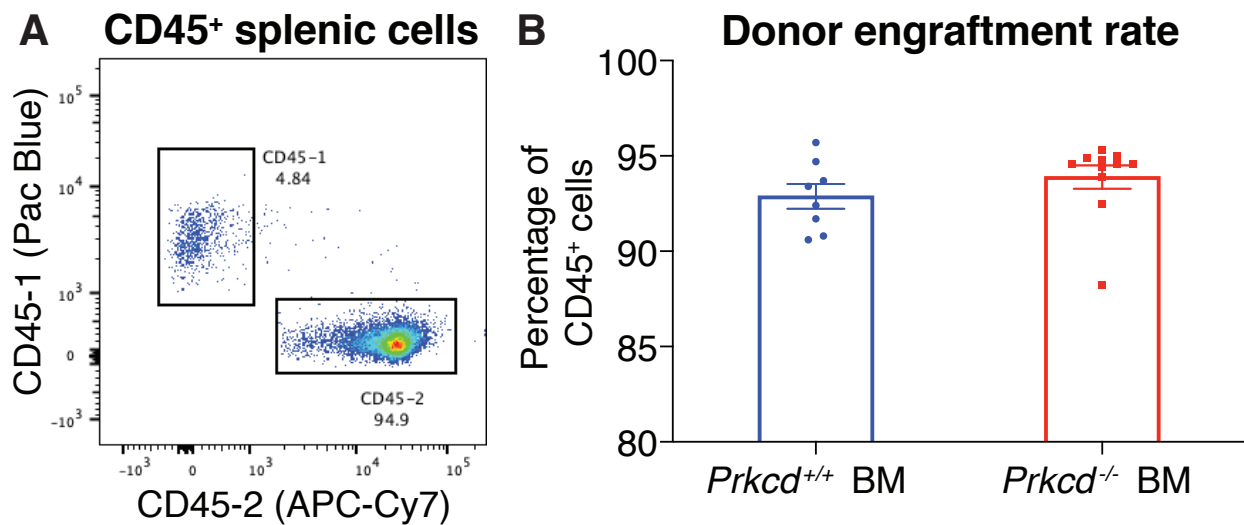 A CD45⁺ splenic cells
CD45-1 (Pac Blue)
10⁵
10⁴
10³
0
-10³
CD45-1
4.84
CD45-2
94.9
-10³ 0 10³ 10⁴ 10⁵
CD45-2 (APC-Cy7)
B Donor engraftment rate
Percentage of
CD45⁺ cells
100
95
90
85
80
Prkcd⁺/⁺ BM Prkcd⁻/⁻ BM